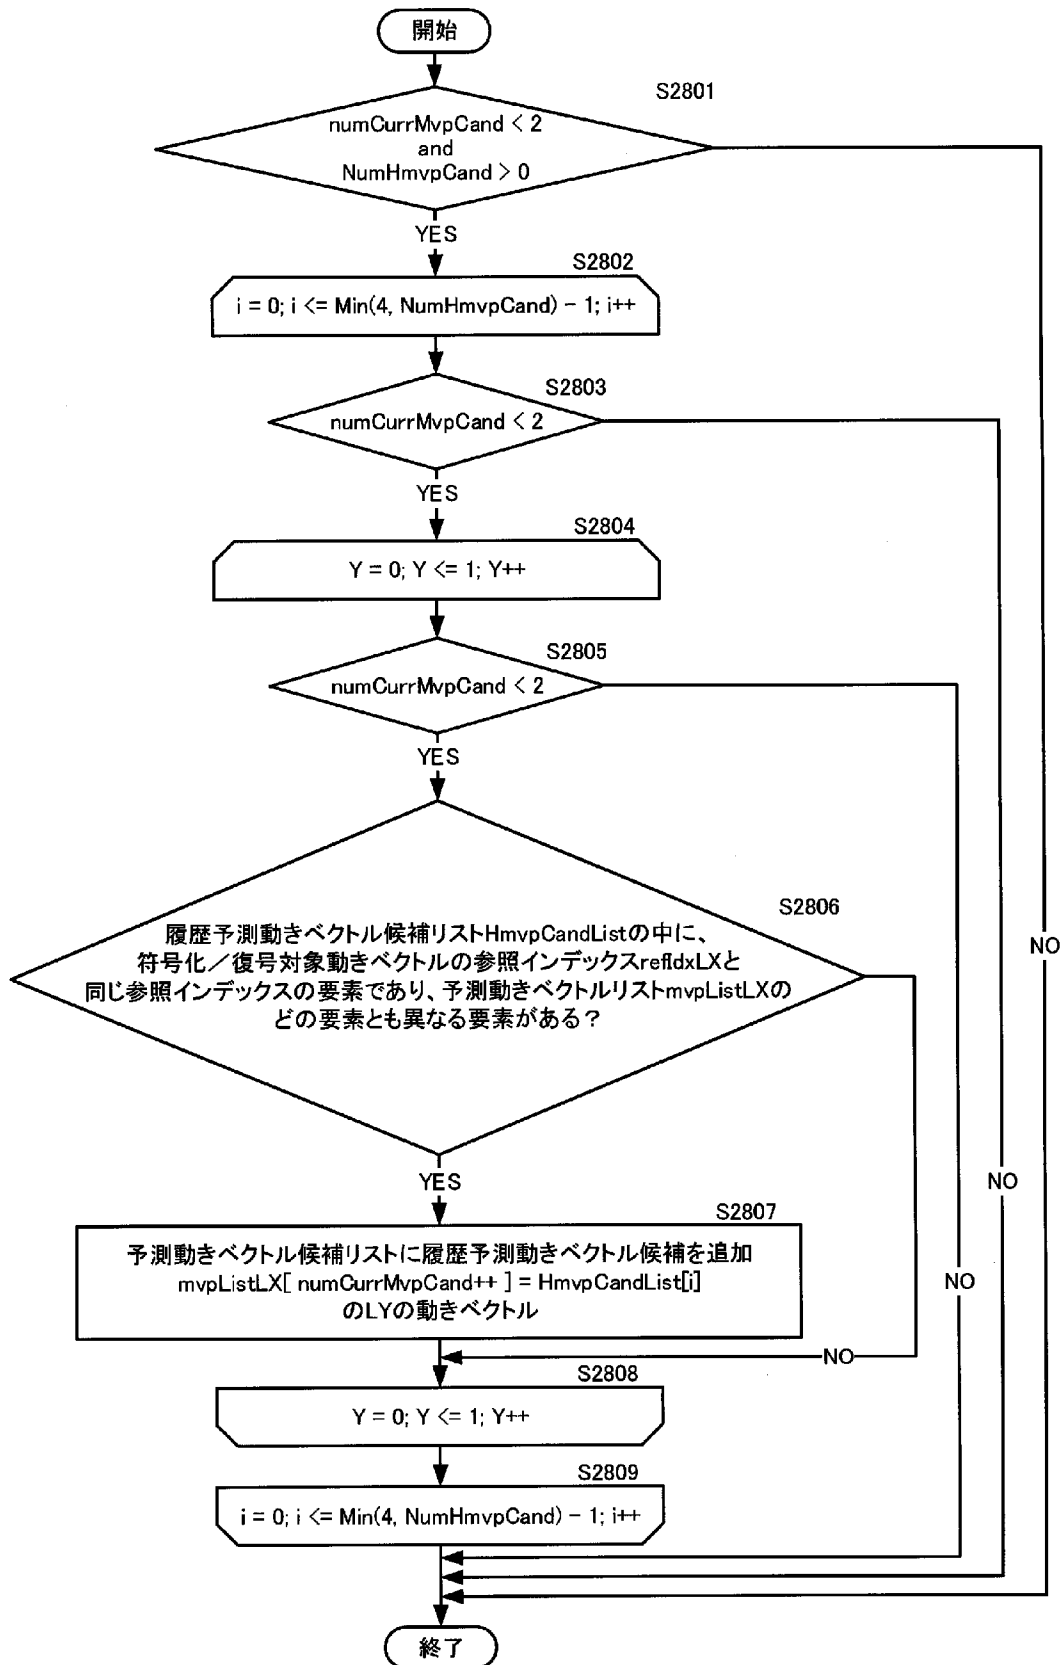 開始
S2801
numCurrMvpCand < 2
and
NumHmvpCand > 0
YES
S2802
i = 0; i <= Min(4, NumHmvpCand) - 1; i++
S2803
numCurrMvpCand < 2
YES
S2804
Y = 0; Y <= 1; Y++
S2805
numCurrMvpCand < 2
YES
S2806
履歴予測動きベクトル候補リストHmvpCandListの中に、
符号化／復号対象動きベクトルの参照インデックスrefIdxLXと
同じ参照インデックスの要素であり、予測動きベクトルリストmvpListLXの
どの要素とも異なる要素がある？
NO
YES
NO
S2807
予測動きベクトル候補リストに履歴予測動きベクトル候補を追加
mvpListLX[ numCurrMvpCand++ ] = HmvpCandList[i]
のLYの動きベクトル
NO
NO
S2808
Y = 0; Y <= 1; Y++
S2809
i = 0; i <= Min(4, NumHmvpCand) - 1; i++
終了